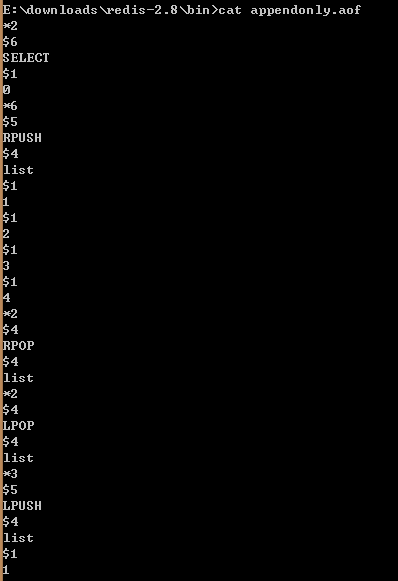 E:\downloads\redis-2.8\bin>cat appendonly.aof
*2
$6
SELECT
$1
0
*6
$5
RPUSH
$4
list
$1
1
$1
2
$1
3
$1
4
*2
$4
RPOP
$4
list
*2
$4
LPOP
$4
list
*3
$5
LPUSH
$4
list
$1
1